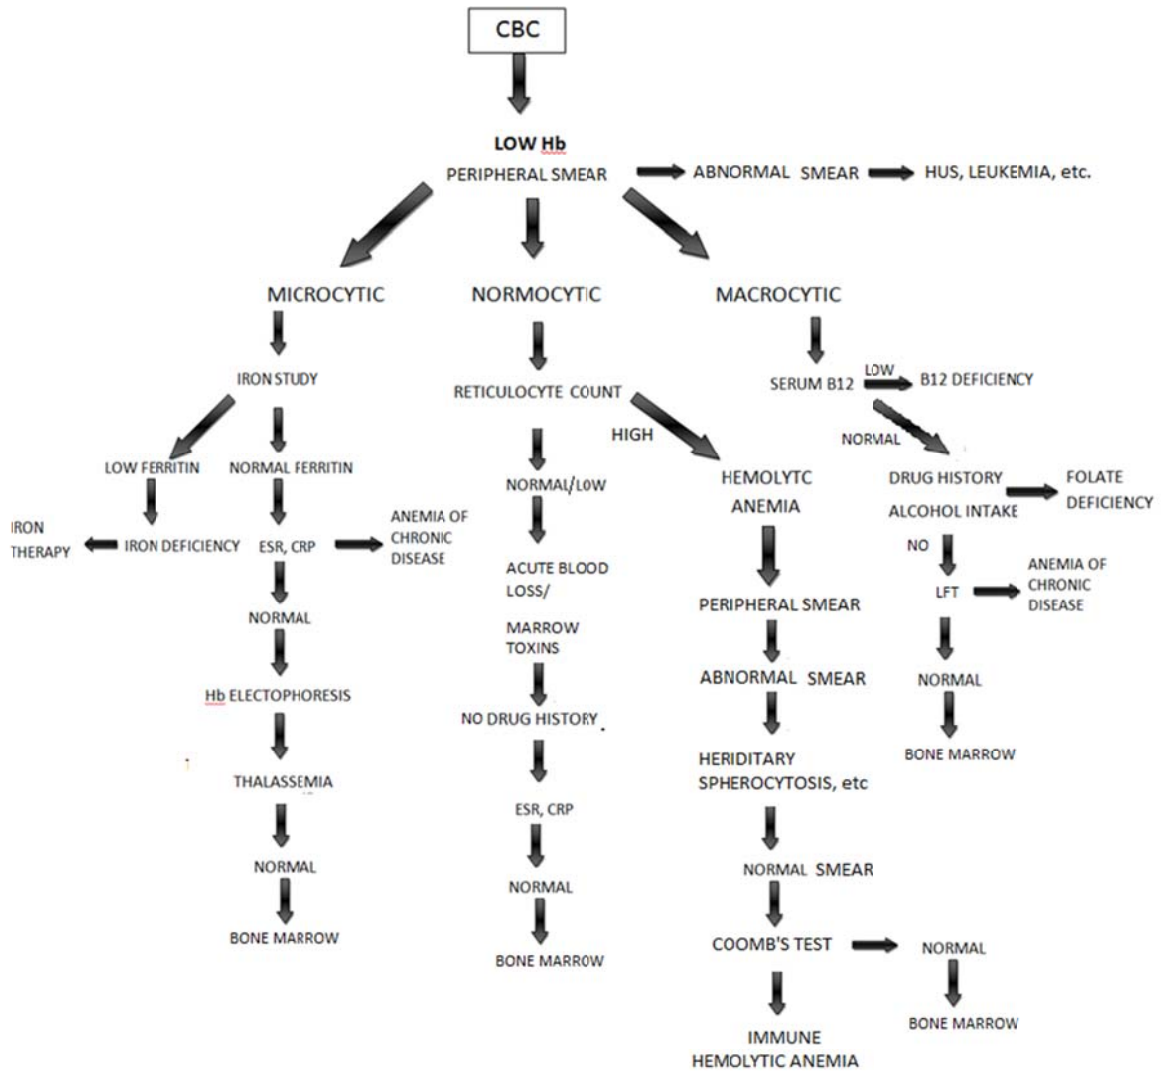 CBC
LOW Hb
PERIPHERAL SMEAR
ABNORMAL SMEAR
HUS, LEUKEMIA, etc.
MICROCYTIC
NORMOCYTIC
MACROCYTIC
IRON STUDY
RETICULOCYTE COUNT
SERUM B12
LOW
B12 DEFICIENCY
HIGH
NORMAL
LOW FERRITIN
NORMAL FERRITIN
NORMAL/LOW
HEMOLYTC
ANEMIA
DRUG HISTORY
ALCOHOL INTAKE
FOLATE
DEFICIENCY
IRON
THERAPY
IRON DEFICIENCY
ESR, CRP
ANEMIA OF
CHRONIC
DISEASE
ACUTE BLOOD
LOSS/
MARROW
TOXINS
PERIPHERAL SMEAR
NO
LFT
ANEMIA OF
CHRONIC
DISEASE
NORMAL
Hb ELECTOPHORESIS
NO DRUG HISTORY
ABNORMAL SMEAR
NORMAL
THALASSEMIA
ESR, CRP
HERIDITARY
SPHEROCYTOSIS, etc
BONE MARROW
NORMAL
NORMAL
NORMAL SMEAR
BONE MARROW
BONE MARROW
COOMB'S TEST
NORMAL
IMMUNE
HEMOLYTIC ANEMIA
BONE MARROW